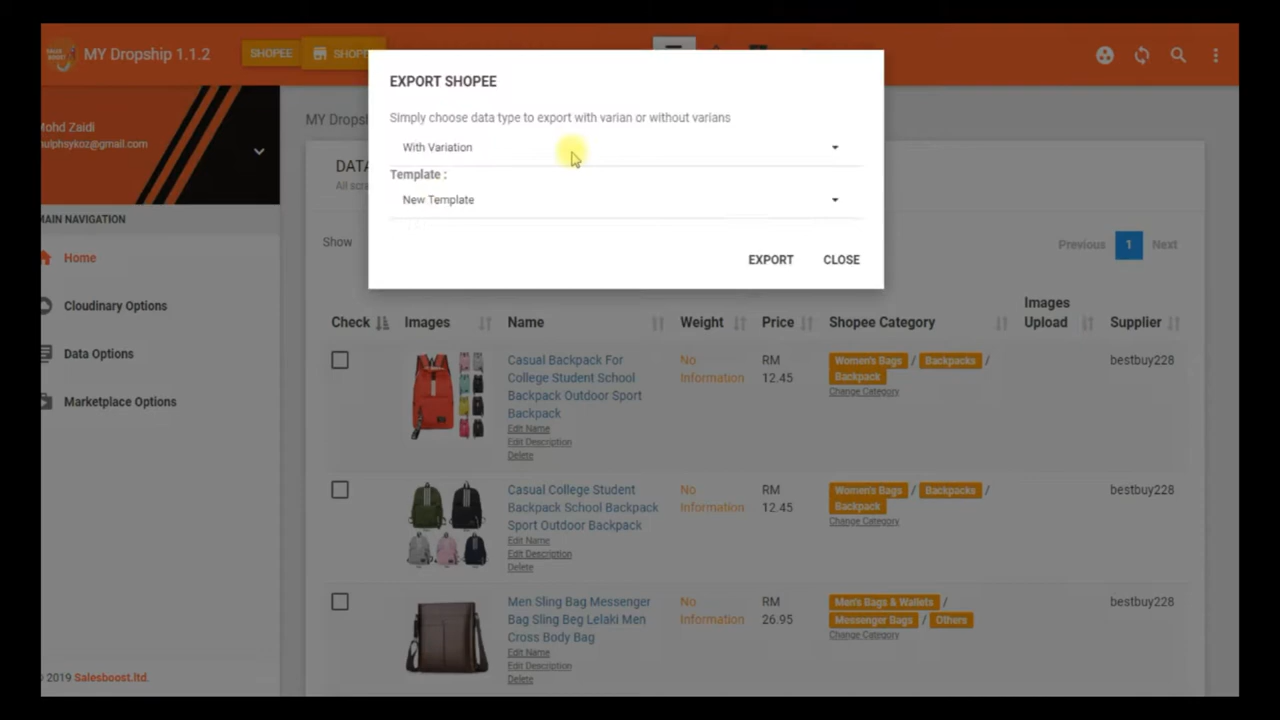 MY Dropship 1.1.2
SHOPEE
EXPORT SHOPEE
Simply choose data type to export with varian or without varians
With Variation
Template :
New Template
EXPORT CLOSE
Mohd Zaidi
ulphsykoz@gmail.com
MAIN NAVIGATION
Home
Cloudinary Options
Data Options
Marketplace Options
© 2019 Salesboost.ltd.
MY Dropsh
DATA
Show
Previous 1 Next
Check Images Name Weight Price Shopee Category Images Upload Supplier
Casual Backpack For
College Student School
Backpack Outdoor Sport
Backpack
Edit Name
Edit Description
Delete
No
Information
RM
12.45
Women's Bags / Backpacks /
Backpack
Change Category
bestbuy228
Casual College Student
Backpack School Backpack
Sport Outdoor Backpack
Edit Name
Edit Description
Delete
No
Information
RM
12.45
Women's Bags / Backpacks /
Backpack
Change Category
bestbuy228
Men Sling Bag Messenger
Bag Sling Beg Lelaki Men
Cross Body Bag
Edit Name
Edit Description
Delete
No
Information
RM
26.95
Men's Bags & Wallets /
Messenger Bags / Others
Change Category
bestbuy228